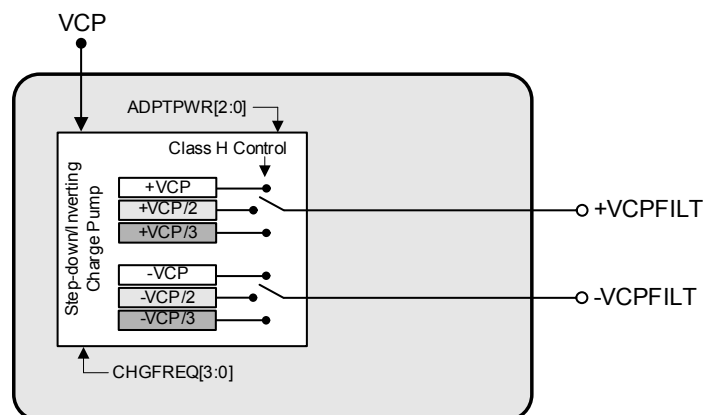 VCP
ADPTPWR[2:0]
Class H Control
Step-down/Inverting
Charge Pump
+VCP
+VCP/2
+VCP/3
+VCPFILT
-VCP
-VCP/2
-VCP/3
-VCPFILT
CHGFREQ[3:0]